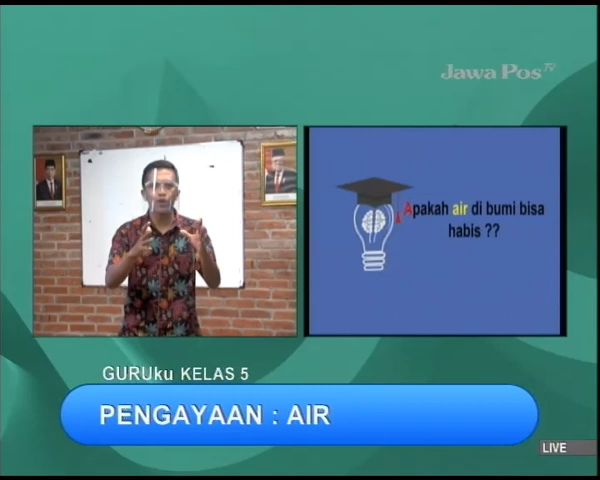 Jawa Pos TV
Apakah air di bumi bisa
habis ??
GURUku KELAS 5
PENGAYAAN : AIR
LIVE